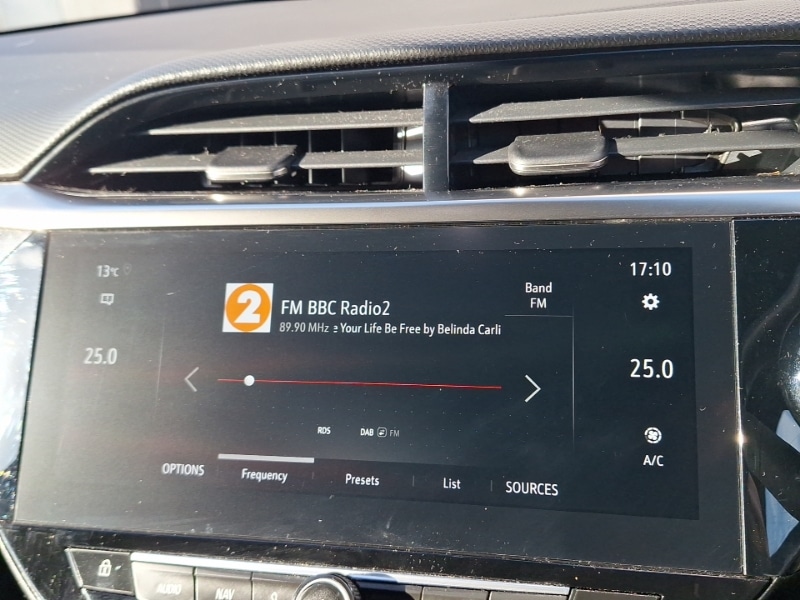 13°C
17:10
2
FM BBC Radio2
Band
FM
89.90 MHz e Your Life Be Free by Belinda Carli
25.0
25.0
RDS
DAB
FM
A/C
OPTIONS
Frequency
Presets
List
SOURCES
AUDIO
NAV